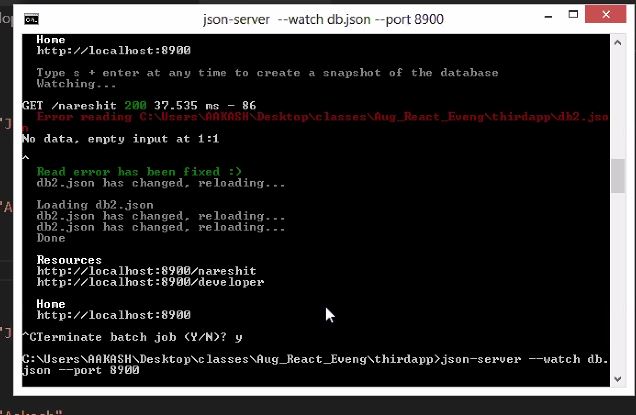 json-server --watch db.json --port 8900
Home
http://localhost:8900
Type s + enter at any time to create a snapshot of the database
Watching...
GET /nareshit 200 37.535 ms - 86
Error reading C:\Users\AAKASH\Desktop\classes\Aug_React_Eveng\thirdapp\db2.jso
n
No data, empty input at 1:1
^
Read error has been fixed :)
db2.json has changed, reloading...
Loading db2.json
db2.json has changed, reloading...
db2.json has changed, reloading...
Done
Resources
http://localhost:8900/nareshit
http://localhost:8900/developer
Home
http://localhost:8900
^CTerminate batch job (Y/N)? y
C:\Users\AAKASH\Desktop\classes\Aug_React_Eveng\thirdapp>json-server --watch db.
json --port 8900